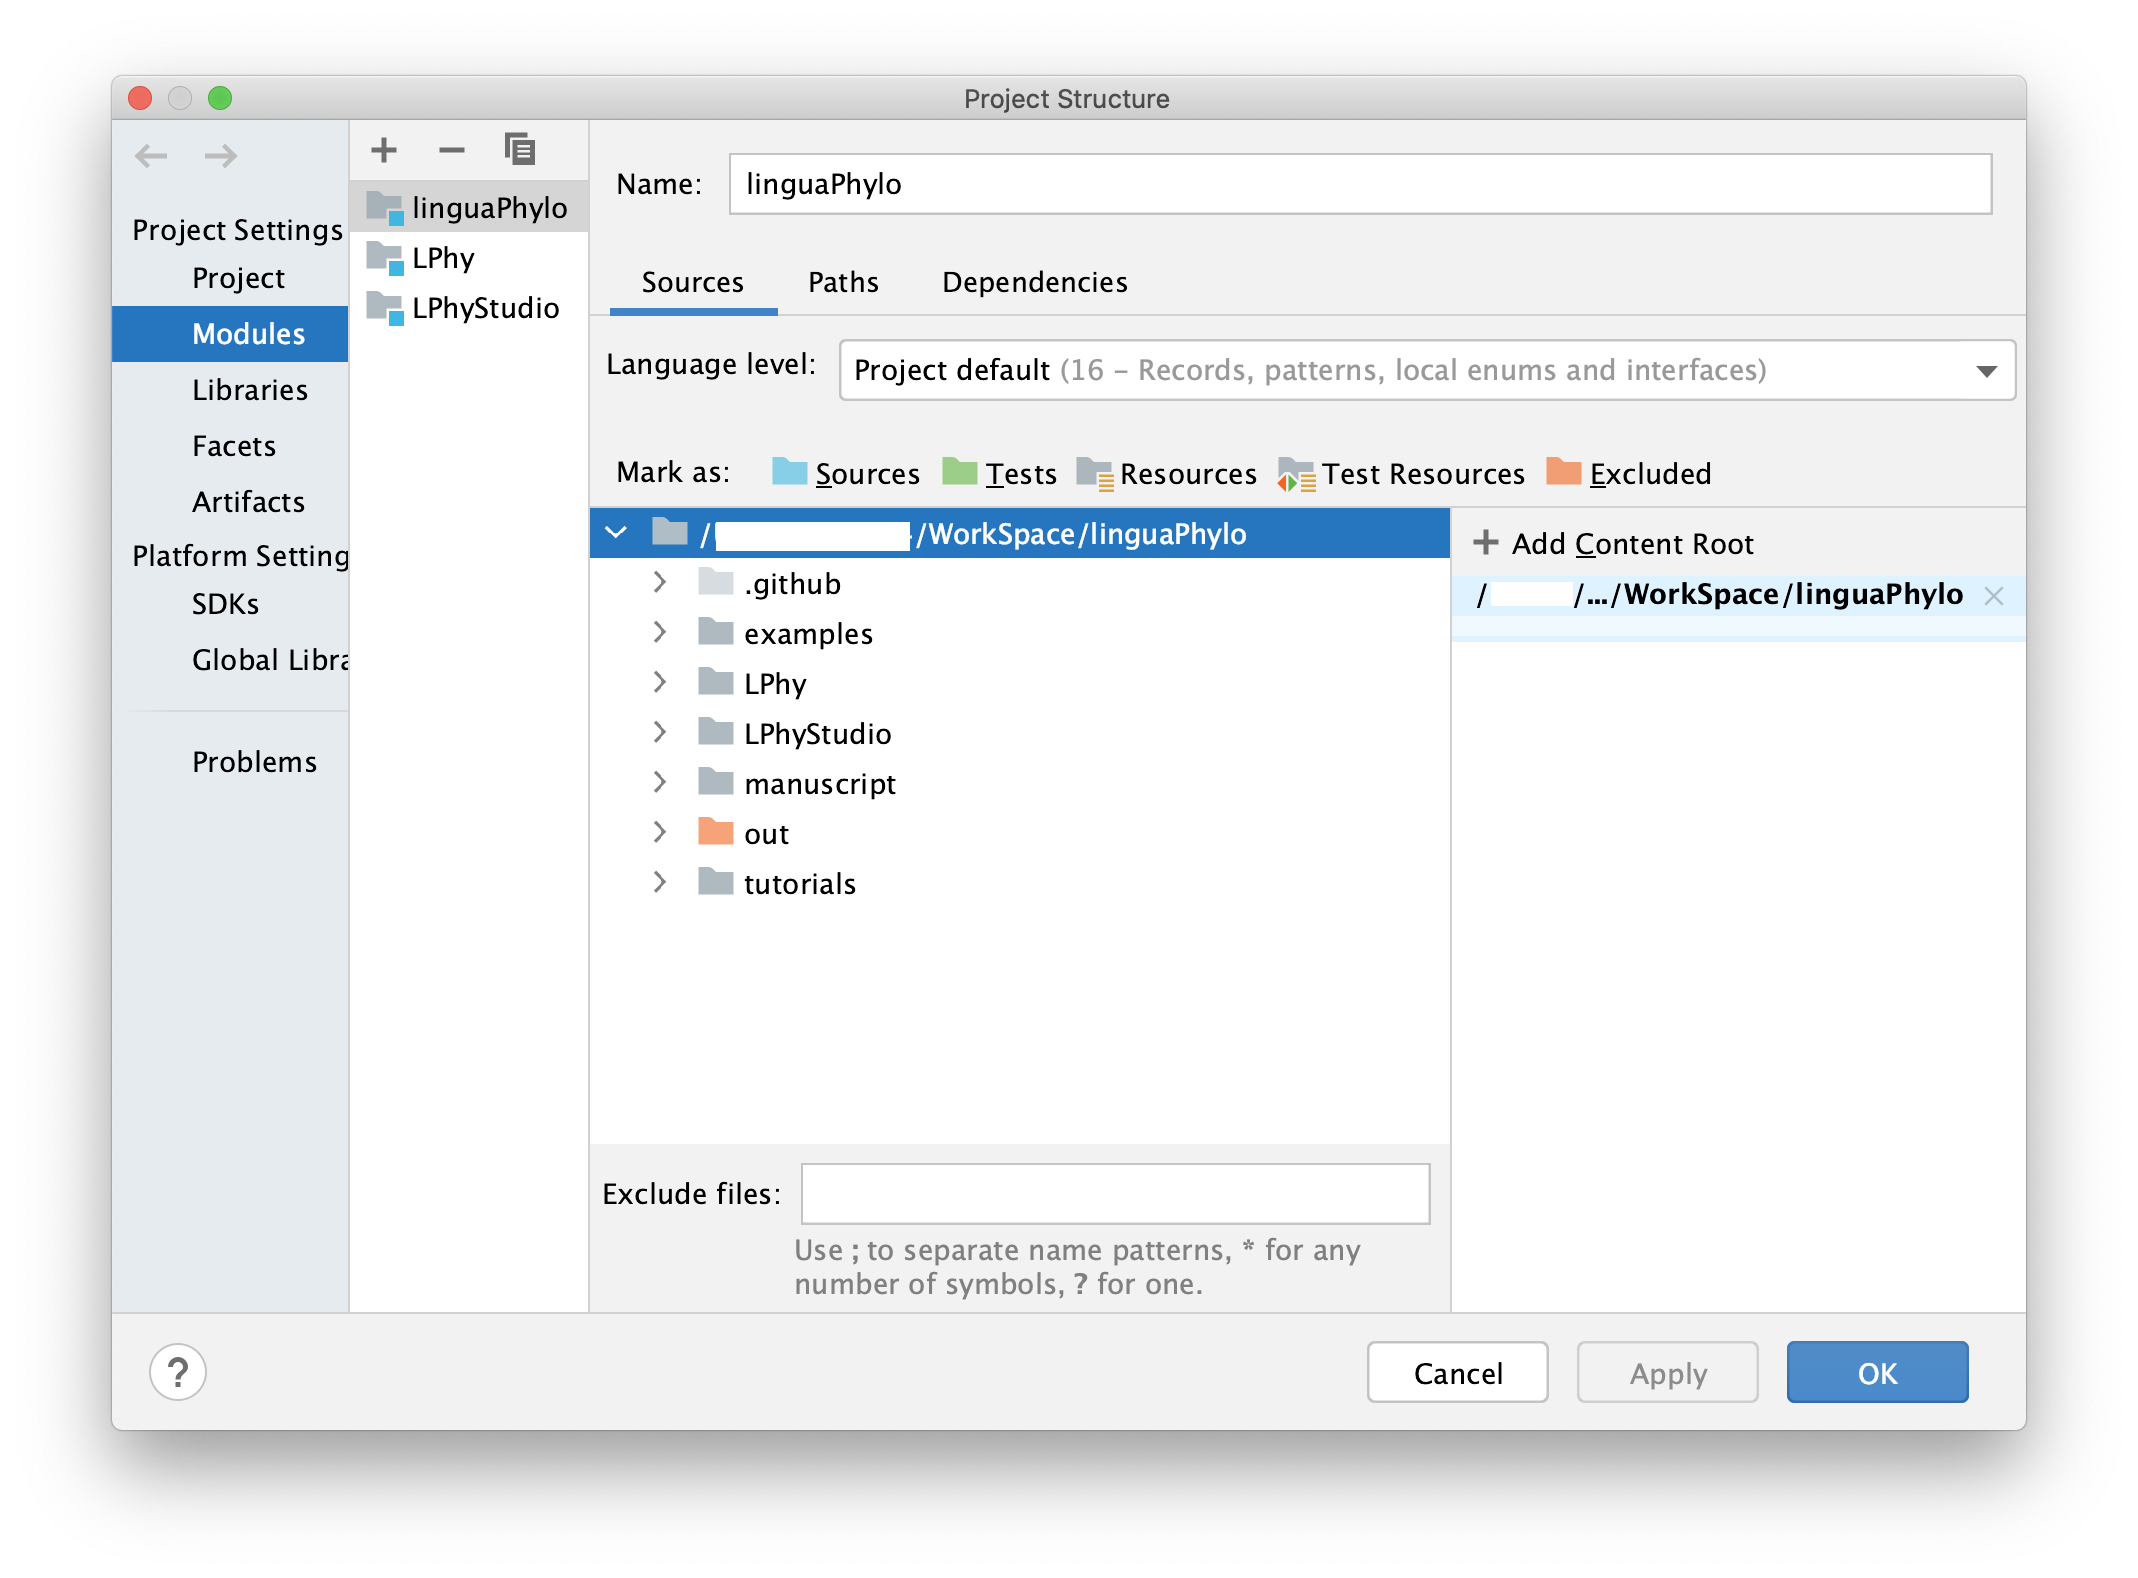 Project Structure
Project Settings
Project
Modules
Libraries
Facets
Artifacts
Platform Setting
SDKs
Global Libra
Problems
linguaPhylo
LPhy
LPhyStudio
Name: linguaPhylo
Sources Paths Dependencies
Language level: Project default (16 – Records, patterns, local enums and interfaces)
Mark as: Sources Tests Resources Test Resources Excluded
/ /WorkSpace/linguaPhylo
.github
examples
LPhy
LPhyStudio
manuscript
out
tutorials
+ Add Content Root
/ /.../WorkSpace/linguaPhylo
Exclude files:
Use ; to separate name patterns, * for any
number of symbols, ? for one.
? Cancel Apply OK